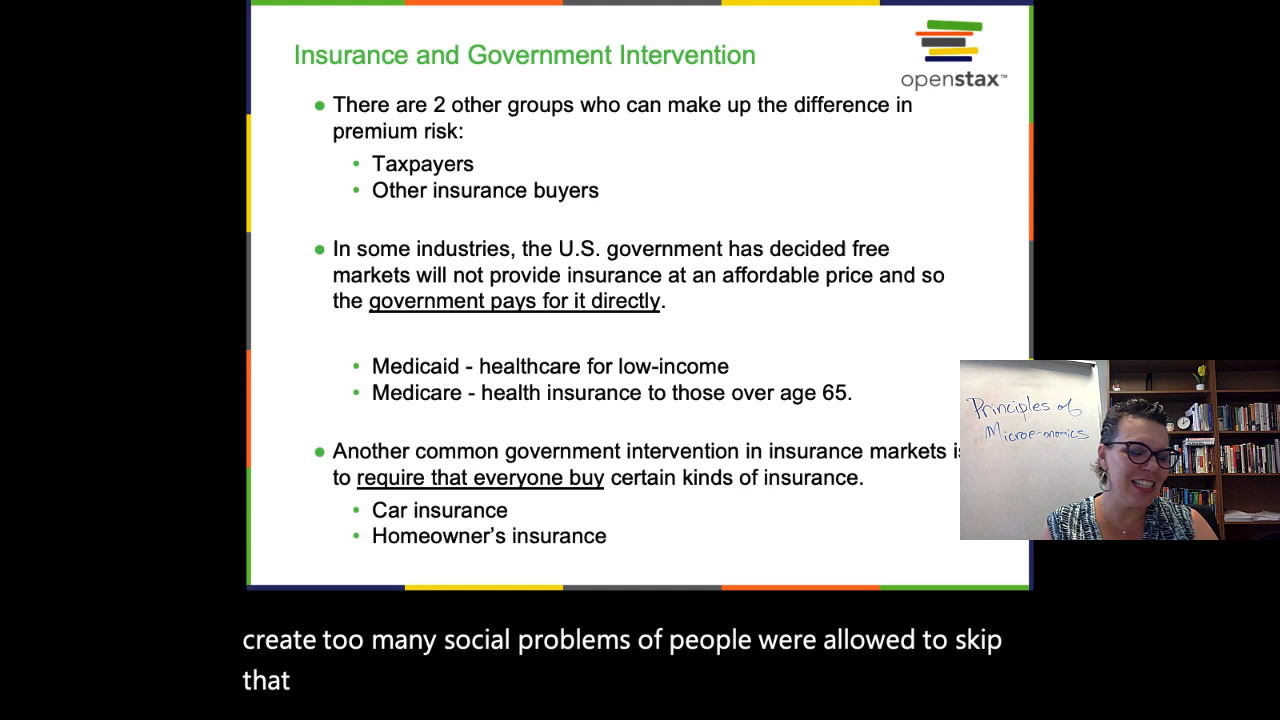 Insurance and Government Intervention
openstax™
● There are 2 other groups who can make up the difference in
premium risk:
• Taxpayers
• Other insurance buyers
● In some industries, the U.S. government has decided free
markets will not provide insurance at an affordable price and so
the government pays for it directly.
• Medicaid - healthcare for low-income
• Medicare - health insurance to those over age 65.
● Another common government intervention in insurance markets is
to require that everyone buy certain kinds of insurance.
• Car insurance
• Homeowner's insurance
Principles of
Microeconomics
create too many social problems of people were allowed to skip
that